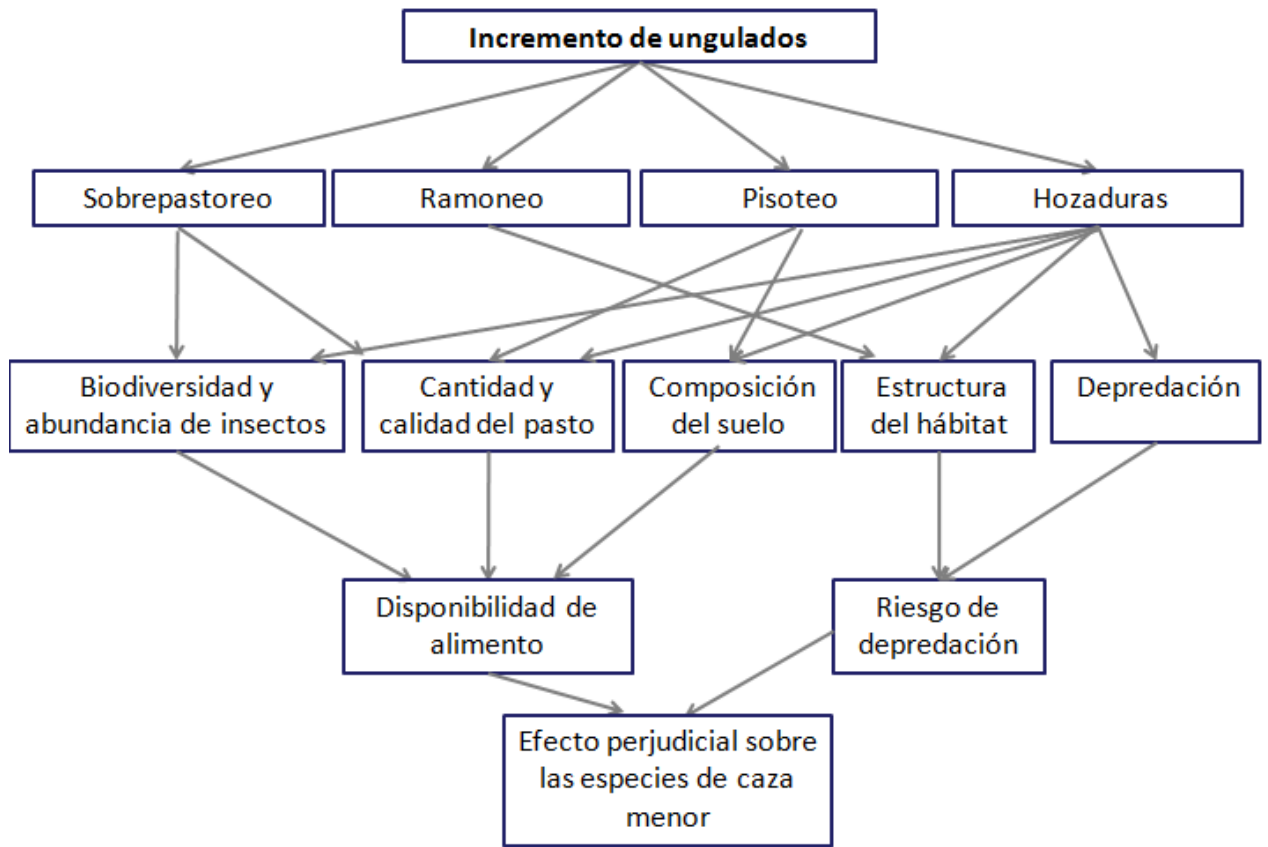 Incremento de ungulados
Sobrepastoreo
Ramoneo
Pisoteo
Hozaduras
Biodiversidad y
abundancia de insectos
Cantidad y
calidad del pasto
Composición
del suelo
Estructura
del hábitat
Depredación
Disponibilidad de
alimento
Riesgo de
depredación
Efecto perjudicial sobre
las especies de caza
menor